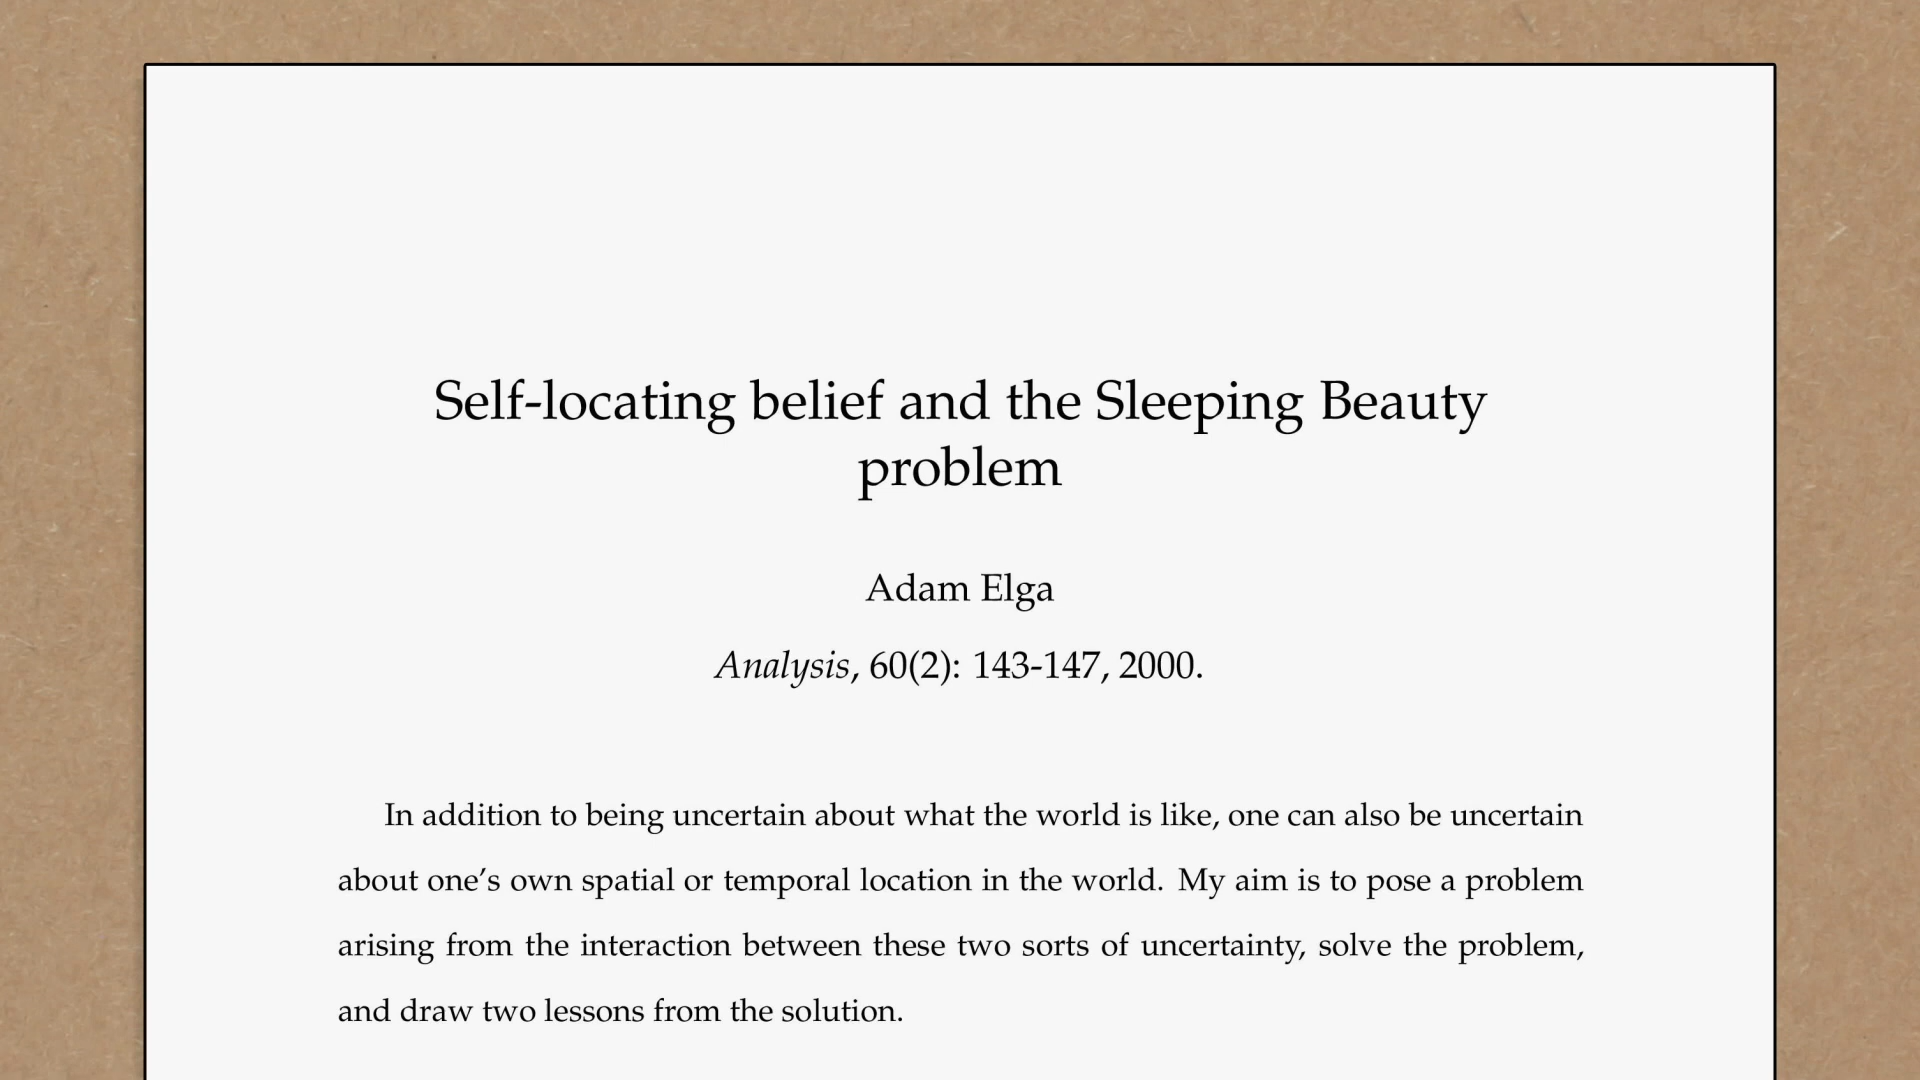 Self-locating belief and the Sleeping Beauty
problem
Adam Elga
Analysis, 60(2): 143-147, 2000.
In addition to being uncertain about what the world is like, one can also be uncertain
about one’s own spatial or temporal location in the world. My aim is to pose a problem
arising from the interaction between these two sorts of uncertainty, solve the problem,
and draw two lessons from the solution.